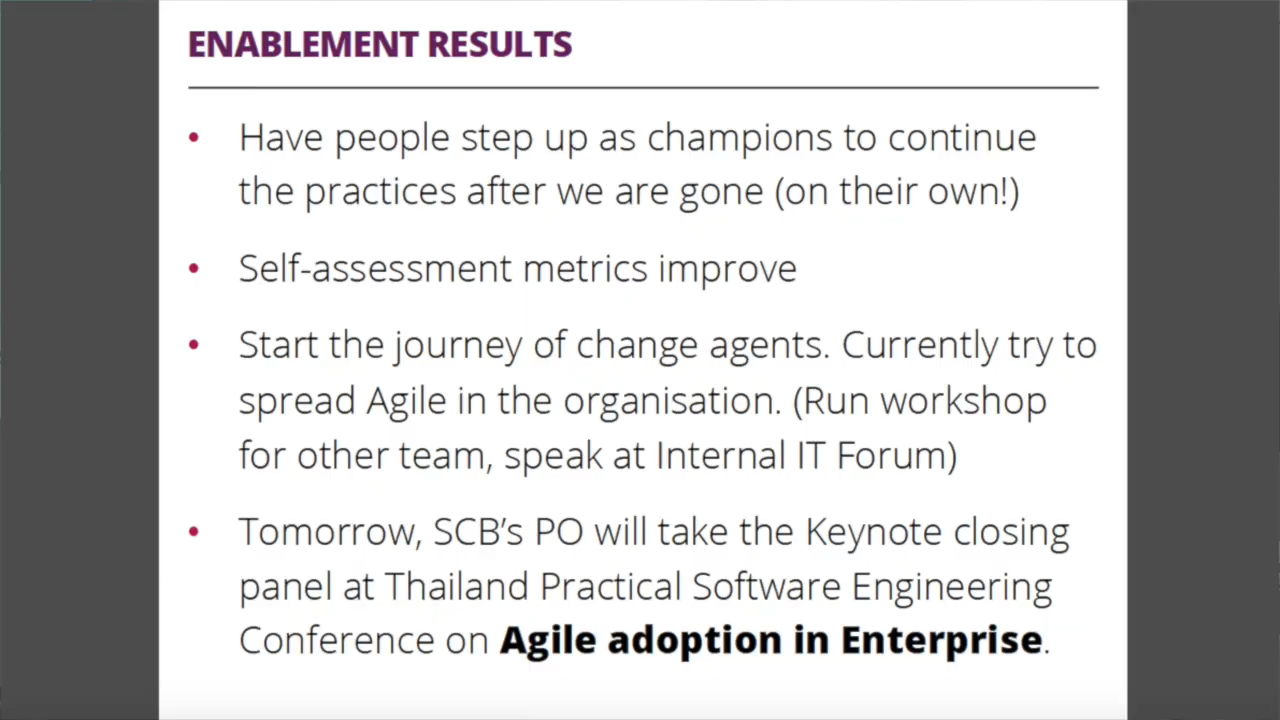 ENABLEMENT RESULTS
• Have people step up as champions to continue
the practices after we are gone (on their own!)
• Self-assessment metrics improve
• Start the journey of change agents. Currently try to
spread Agile in the organisation. (Run workshop
for other team, speak at Internal IT Forum)
• Tomorrow, SCB’s PO will take the Keynote closing
panel at Thailand Practical Software Engineering
Conference on Agile adoption in Enterprise.